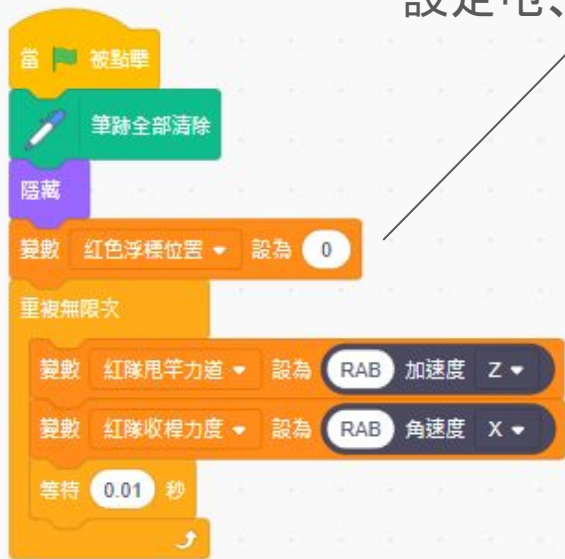 設定
當 被點擊
筆跡全部清除
隱藏
變數 紅色浮標位置 設為 0
重複無限次
變數 紅隊甩竿力道 設為 RAB 加速度 Z
變數 紅隊收桿力度 設為 RAB 角速度 X
等待 0.01 秒